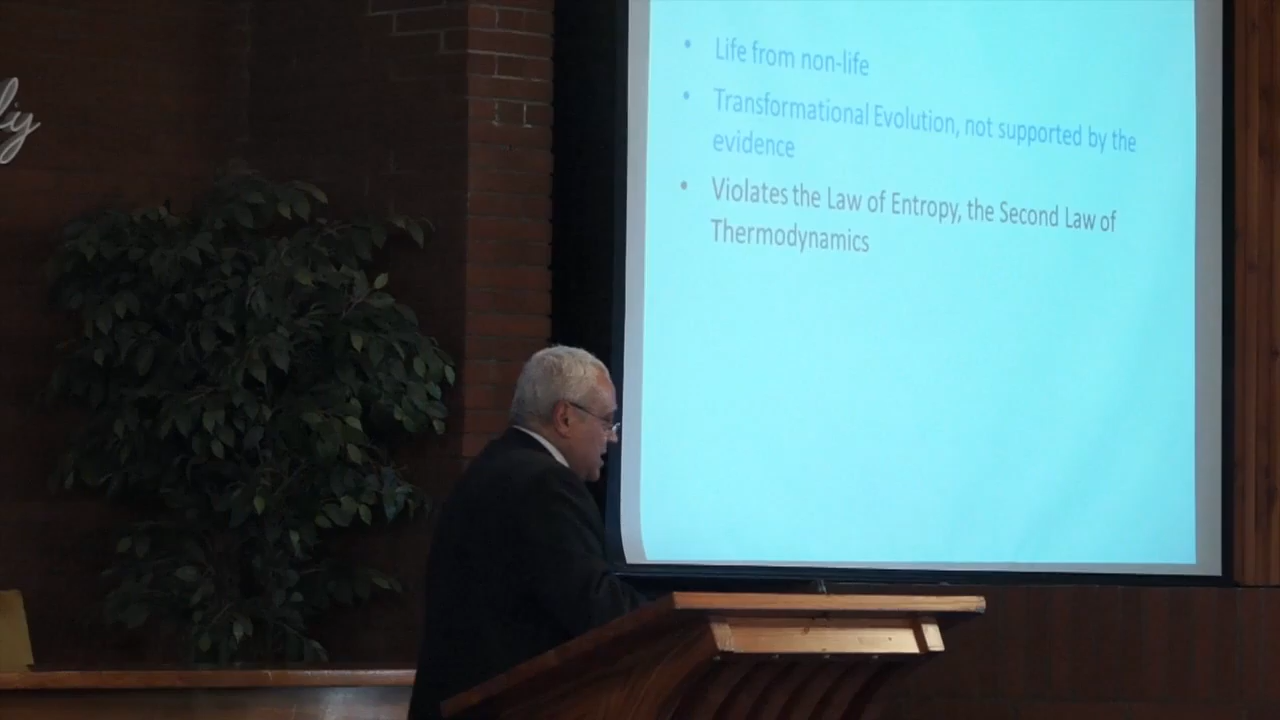 • Life from non-life
• Transformational Evolution, not supported by the
evidence
• Violates the Law of Entropy, the Second Law of
Thermodynamics